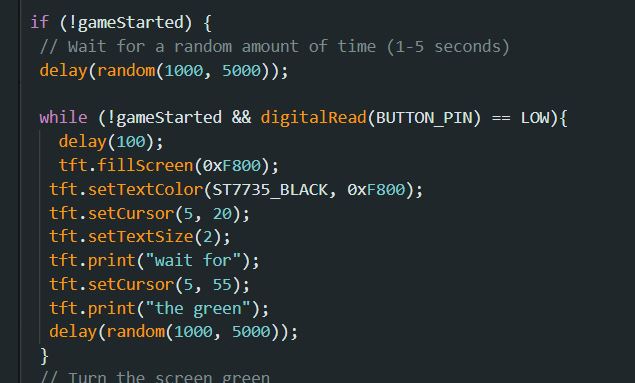 if (!gameStarted) {
// Wait for a random amount of time (1-5 seconds)
delay(random(1000, 5000));
while (!gameStarted && digitalRead(BUTTON_PIN) == LOW){
delay(100);
tft.fillScreen(0xF800);
tft.setTextColor(ST7735_BLACK, 0xF800);
tft.setCursor(5, 20);
tft.setTextSize(2);
tft.print("wait for");
tft.setCursor(5, 55);
tft.print("the green");
delay(random(1000, 5000));
}
// Turn the screen green